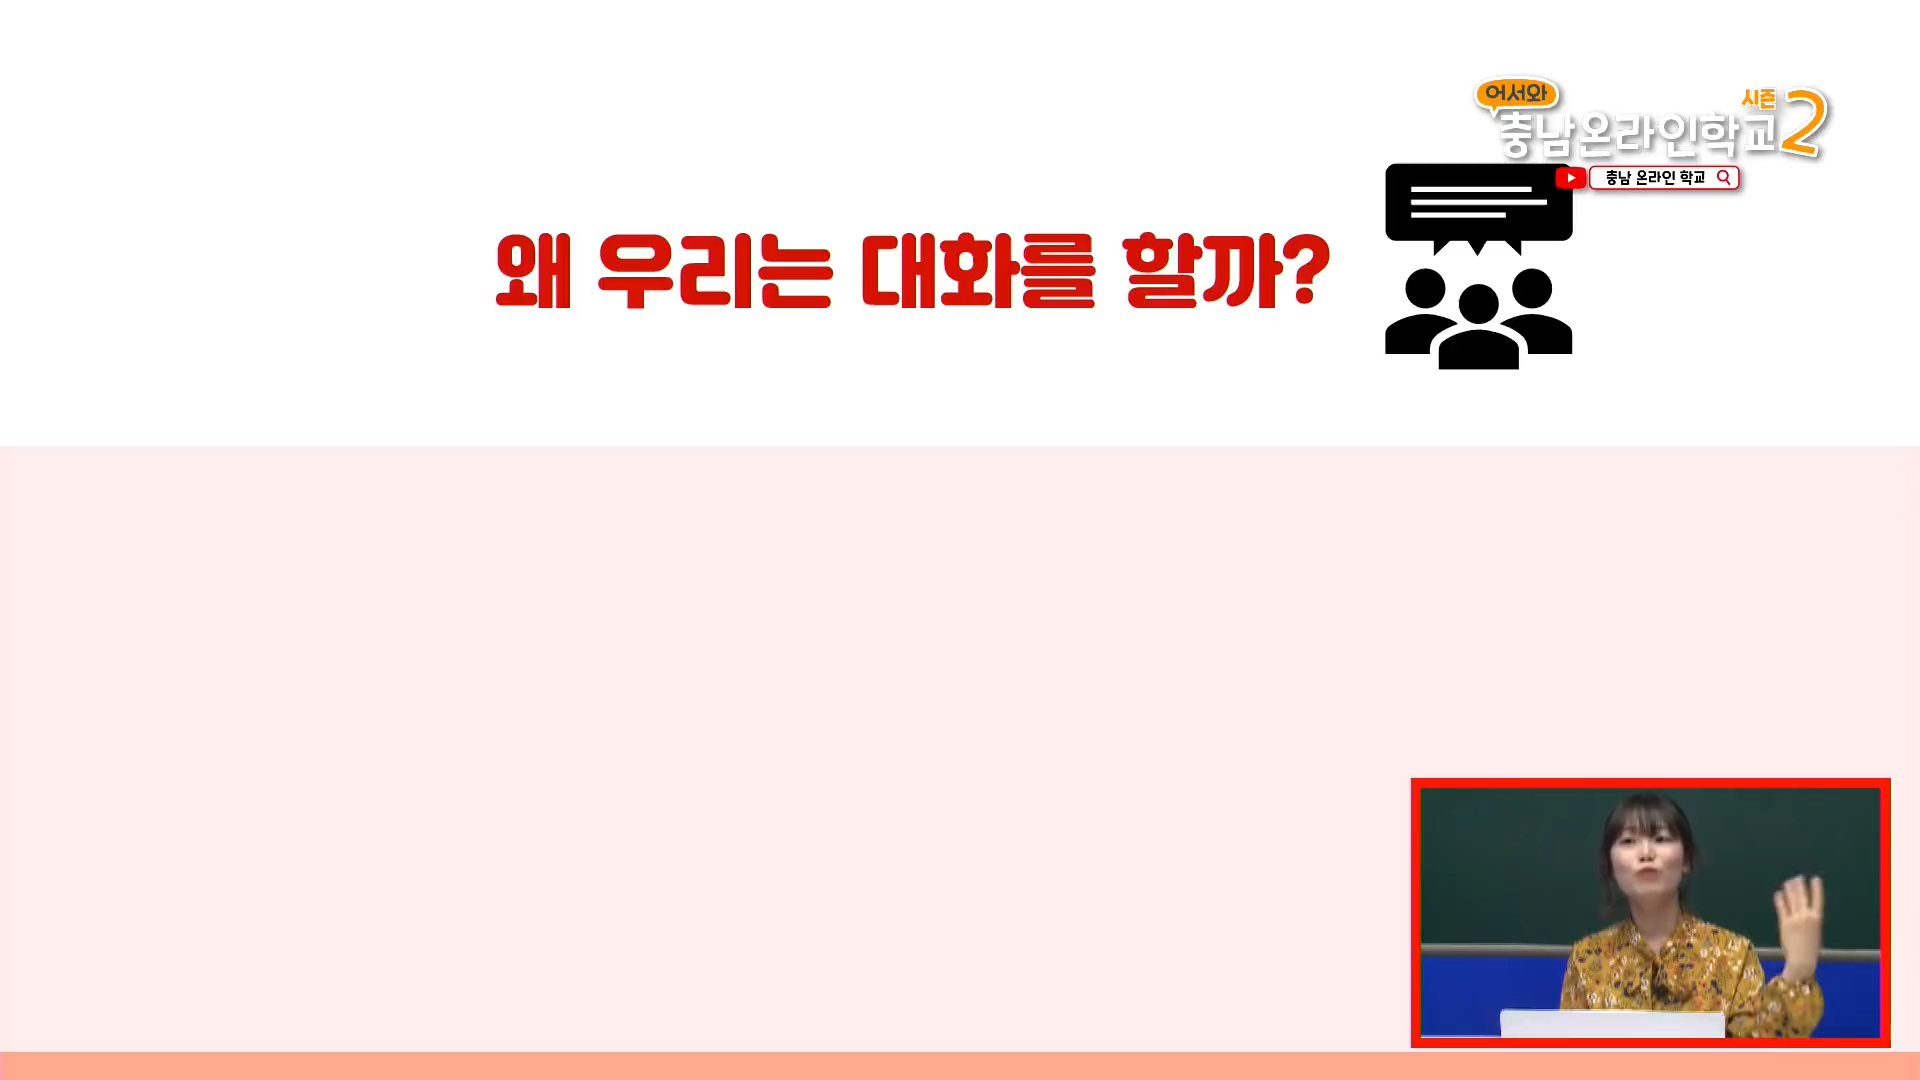 어서와
시즌2
충남온라인학교
충남 온라인 학교
왜 우리는 대화를 할까?